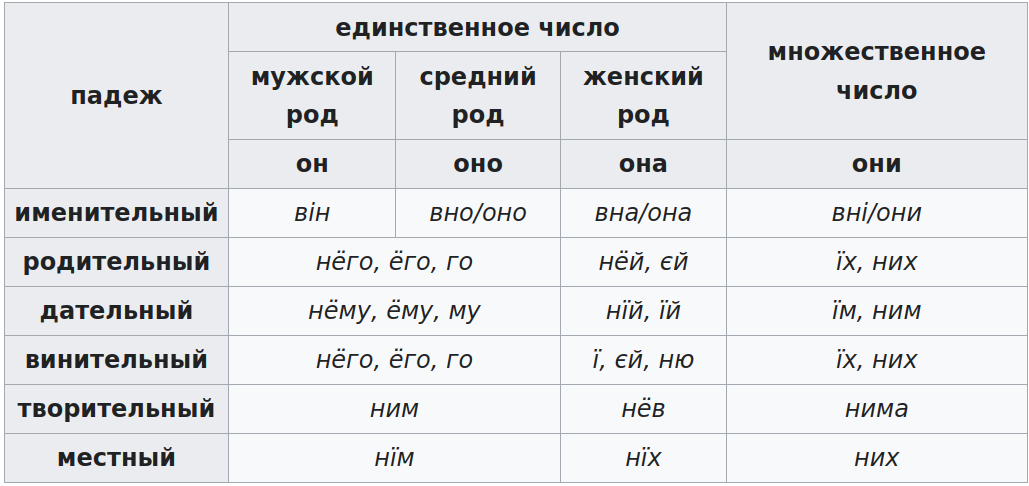 падеж
единственное число
множественное
число
мужской
род
средний
род
женский
род
он
оно
она
они
именительный
він
вно/оно
вна/она
вні/они
родительный
нёго, ёго, го
нёй, єй
їх, них
дательный
нёму, ёму, му
нїй, їй
їм, ним
винительный
нёго, ёго, го
ї, єй, ню
їх, них
творительный
ним
нёв
нима
местный
нїм
нїх
них